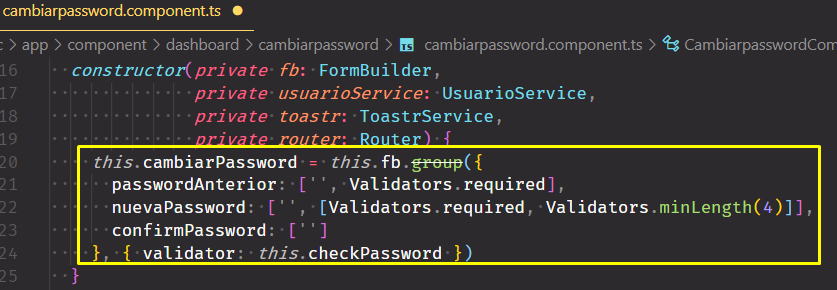 cambiarpassword.component.ts ●
c > app > component > dashboard > cambiarpassword > TS cambiarpassword.component.ts > CambiarpasswordCom
16 constructor(private fb: FormBuilder,
17 private usuarioService: UsuarioService,
18 private toastr: ToastrService,
19 private router: Router) {
20 this.cambiarPassword = this.fb.group({
21 passwordAnterior: ['', Validators.required],
22 nuevaPassword: ['', [Validators.required, Validators.minLength(4)]],
23 confirmPassword: ['']
24 }, { validator: this.checkPassword })
25 }